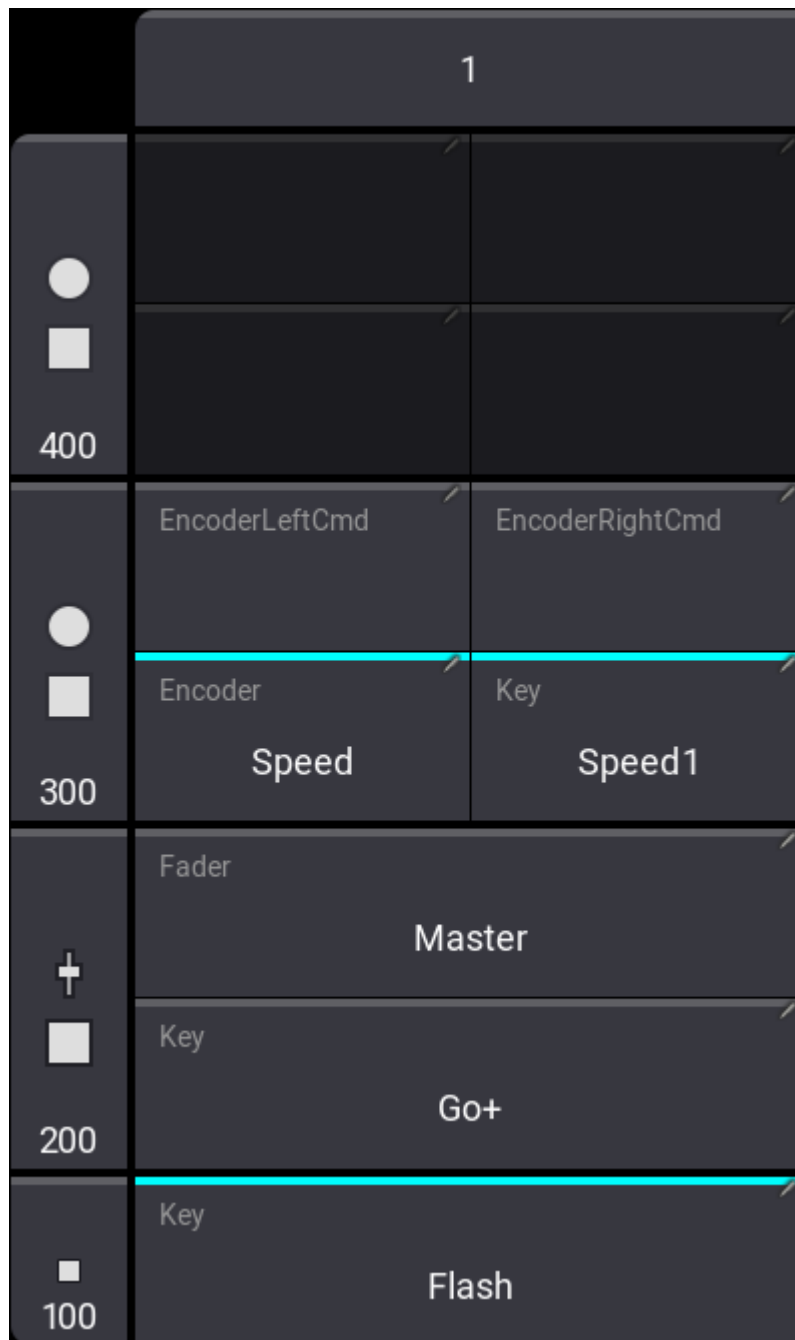 1
400
EncoderLeftCmd EncoderRightCmd
Encoder Key
Speed Speed1
300
Fader
Master
Key
Go+
200
Key
Flash
100